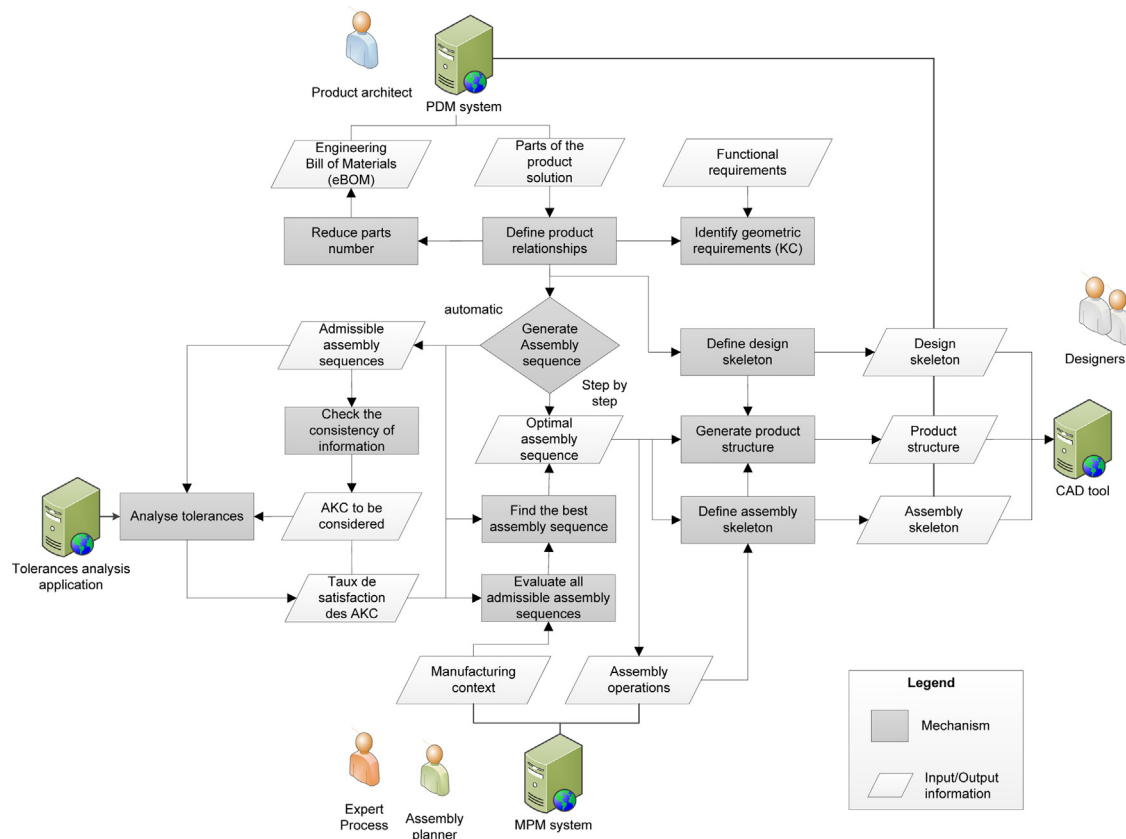 Product architect
PDM system
Engineering
Bill of Materials
(eBOM)
Parts of the
product
solution
Functional
requirements
Reduce parts
number
Define product
relationships
Identify geometric
requirements (KC)
automatic
Admissible
assembly
sequences
Generate
Assembly
sequence
Define design
skeleton
Design
skeleton
Designers
Step by
step
Check the
consistency of
information
Optimal
assembly
sequence
Generate product
structure
Product
structure
CAD tool
Analyse tolerances
AKC to be
considered
Find the best
assembly sequence
Define assembly
skeleton
Assembly
skeleton
Tolerances analysis
application
Taux de
satisfaction
des AKC
Evaluate all
admissible assembly
sequences
Manufacturing
context
Assembly
operations
Legend
Mechanism
Input/Output
information
Expert
Process
Assembly
planner
MPM system